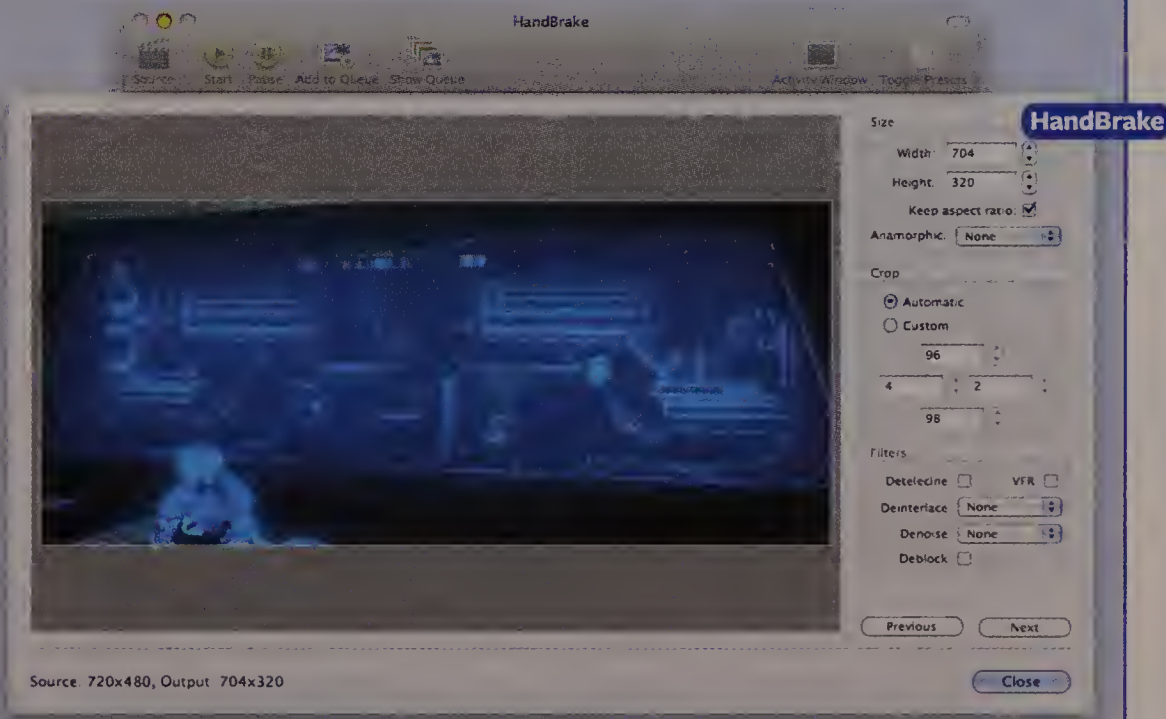 HandBrake
Source Start Pause Add to Queue Show Queue Activity Window Toggle Presets
HandBrake
Size
Width: 704
Height: 320
Keep aspect ratio:
Anamorphic: None
Crop
Automatic
Custom
96
4 2
98
Filters
Detelecine VFR
Deinterlace None
Denoise None
Deblock
Previous Next
Source: 720x480, Output: 704x320
Close